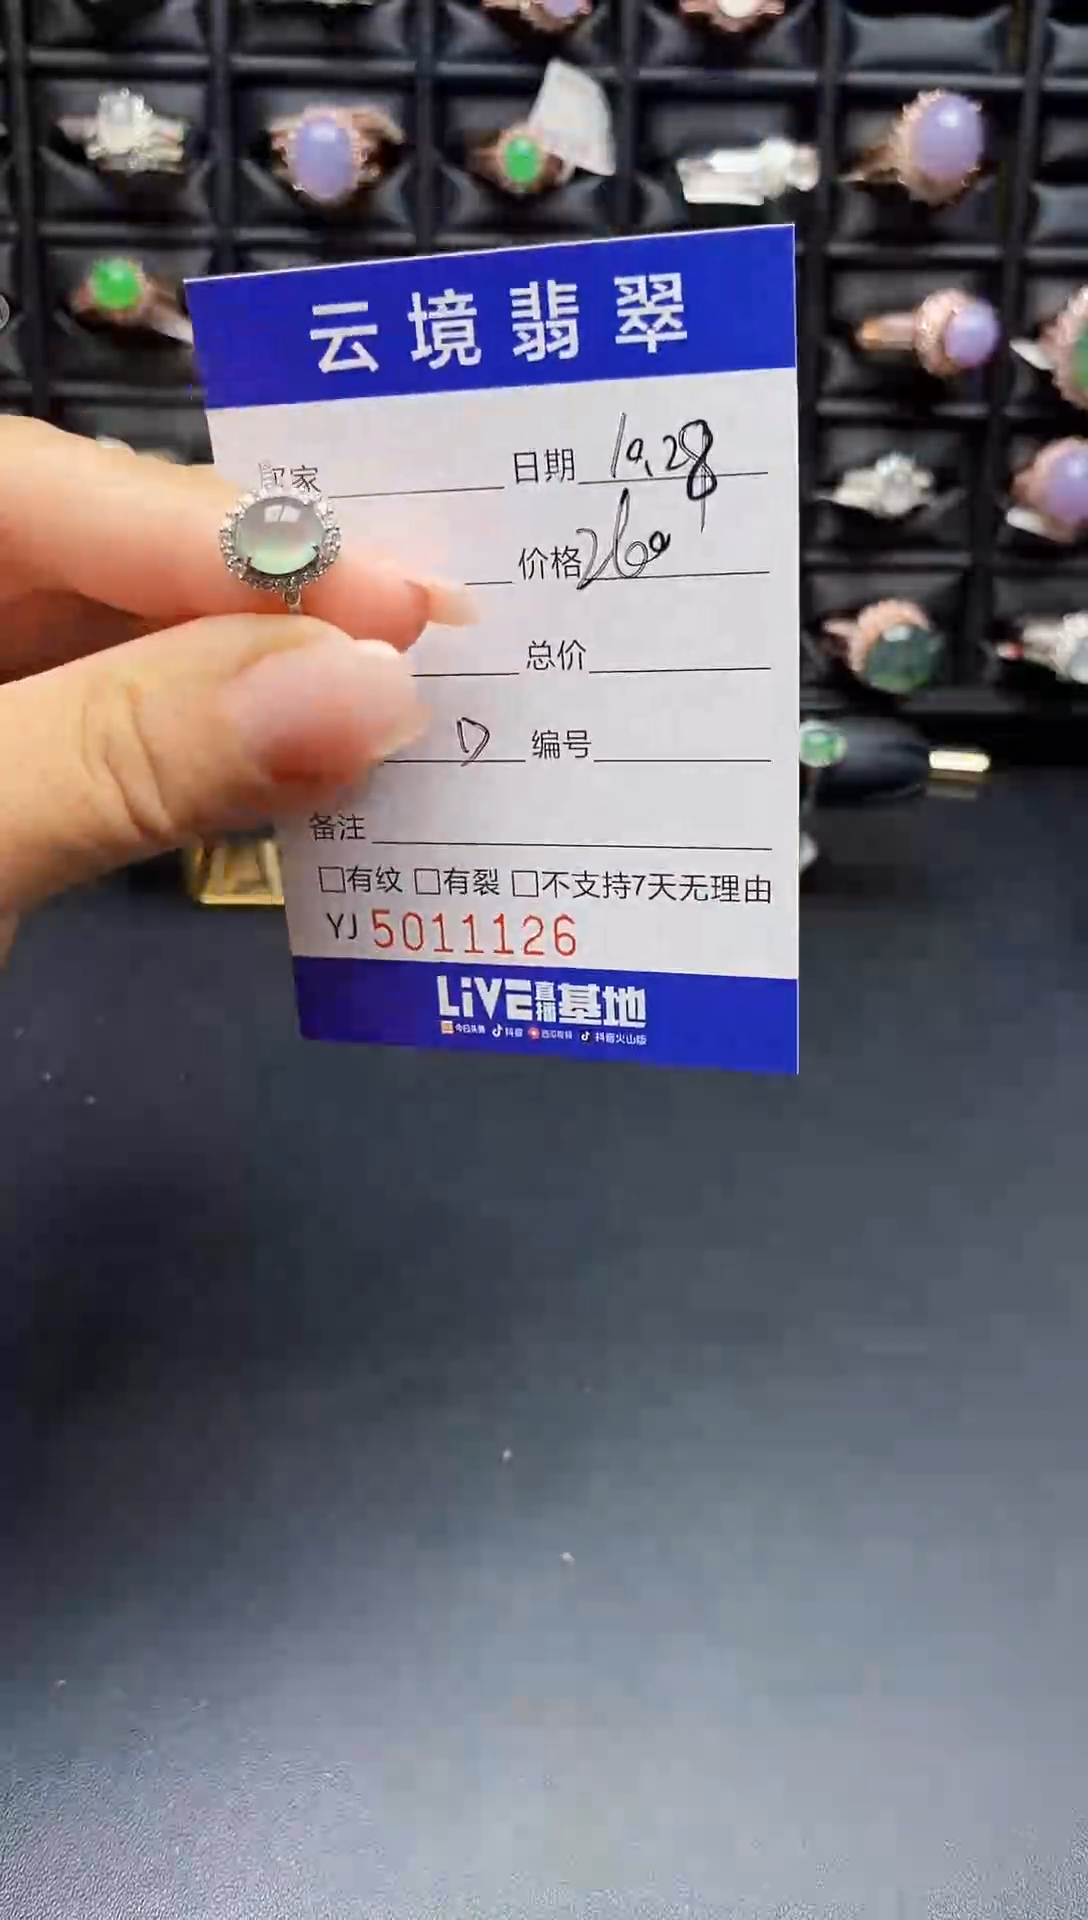 云境翡翠
买家 日期 10.28
价格 260
总价
D 编号
备注
□有纹 □有裂 □不支持7天无理由
YJ 5011126
LiVE直播基地
今日头条 抖音 西瓜视频 抖音火山版